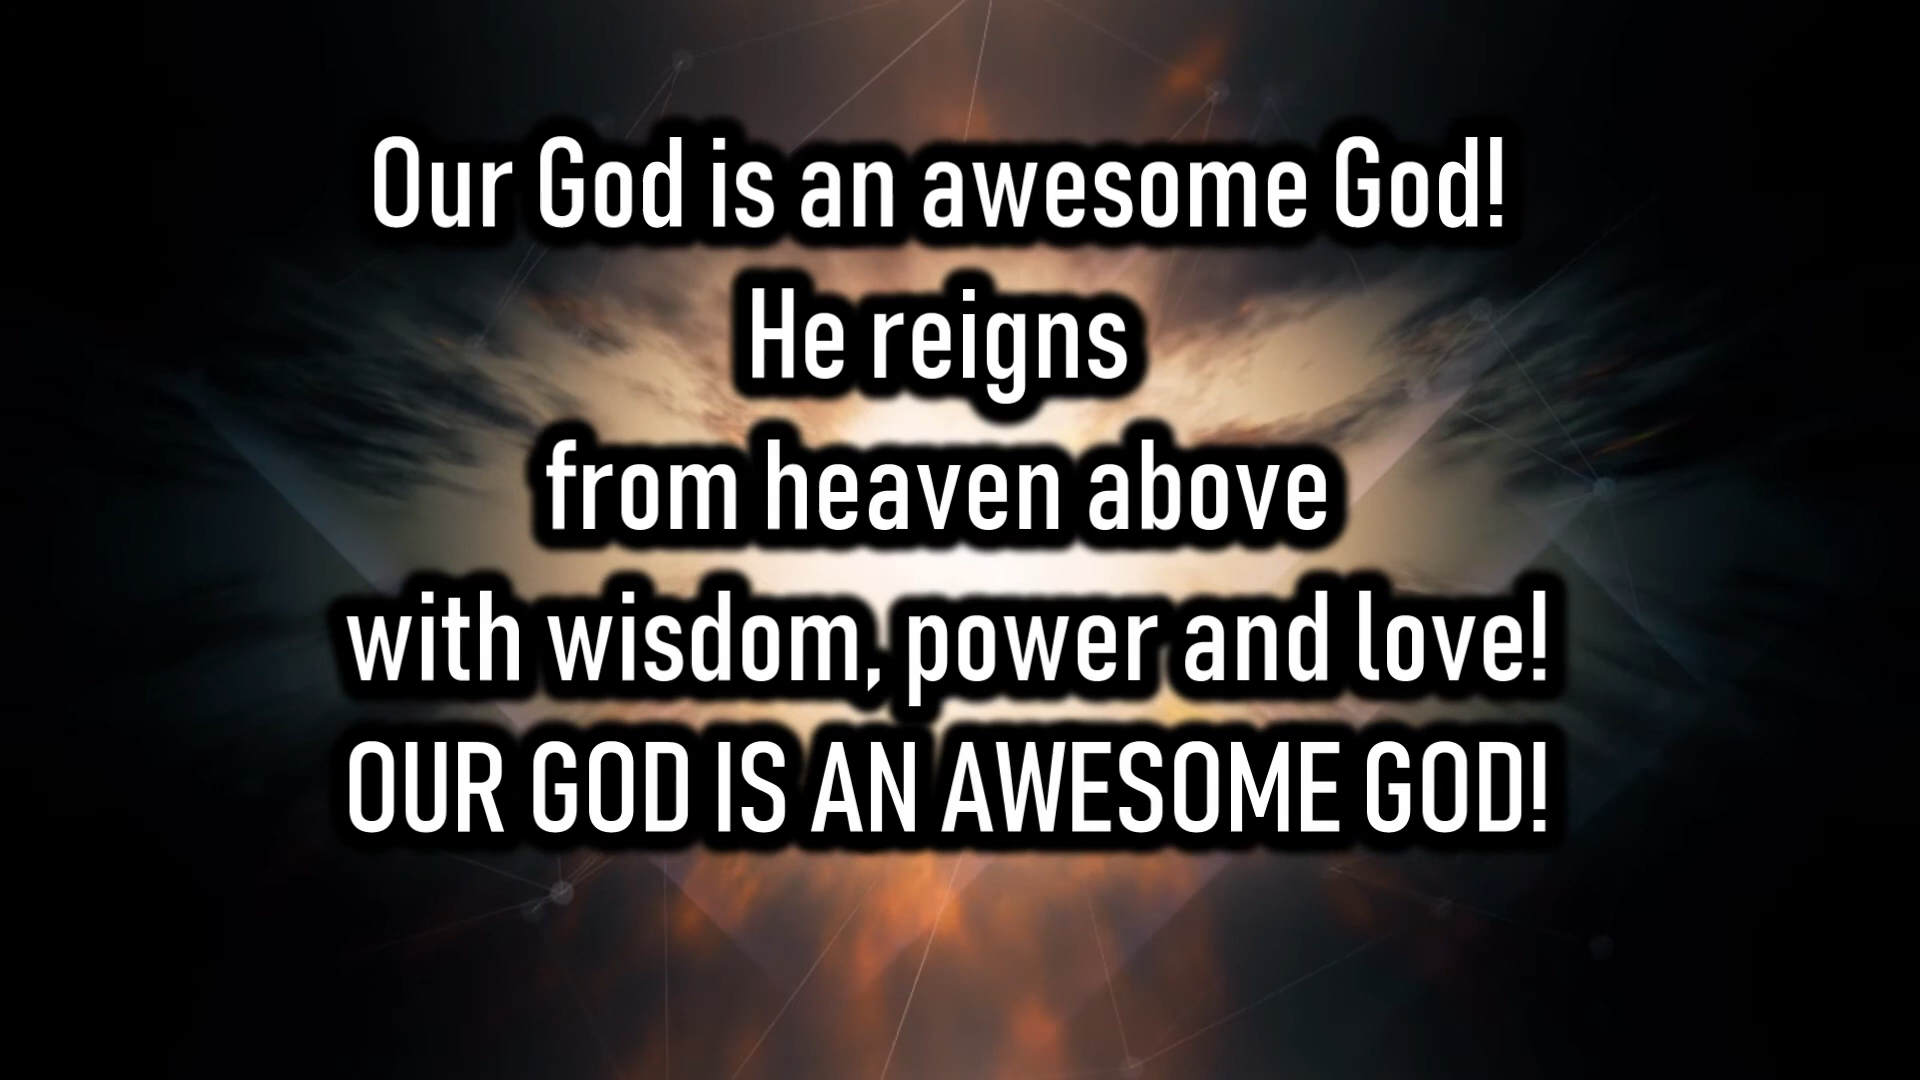 Our God is an awesome God!
He reigns
from heaven above
with wisdom, power and love!
OUR GOD IS AN AWESOME GOD!